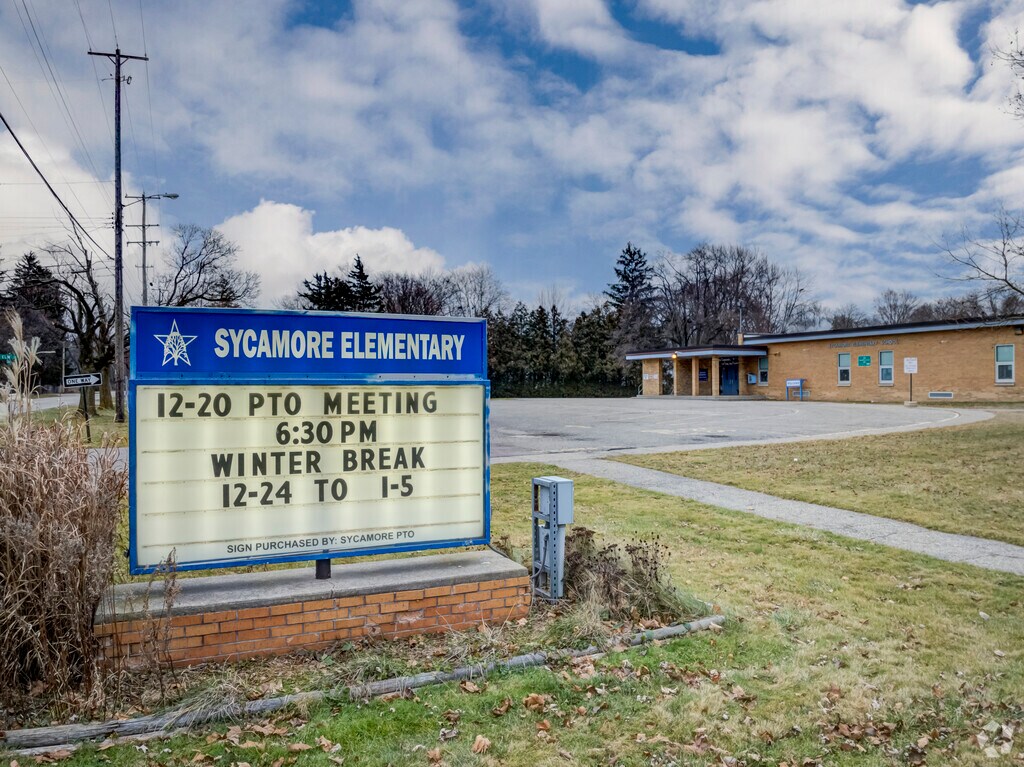 SYCAMORE ELEMENTARY
12-20 PTO MEETING
6:30 PM
WINTER BREAK
12-24 TO 1-5
SIGN PURCHASED BY: SYCAMORE PTO
ONE WAY